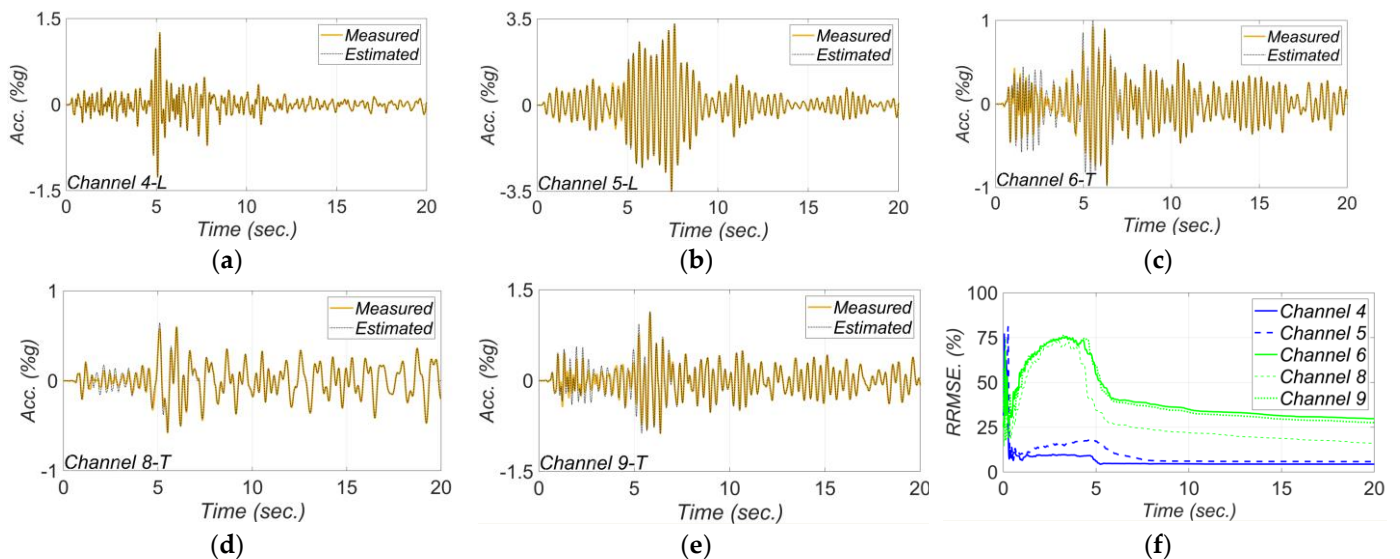 1.5
0
-1.5
Acc. (%g)
Measured
Estimated
Channel 4-L
0 5 10 15 20
Time (sec.)
(a)
3.5
0
-3.5
Acc. (%g)
Measured
Estimated
Channel 5-L
0 5 10 15 20
Time (sec.)
(b)
1
0
-1
Acc. (%g)
Measured
Estimated
Channel 6-T
0 5 10 15 20
Time (sec.)
(c)
1
0
-1
Acc. (%g)
Measured
Estimated
Channel 8-T
0 5 10 15 20
Time (sec.)
(d)
1.5
0
-1.5
Acc. (%g)
Measured
Estimated
Channel 9-T
0 5 10 15 20
Time (sec.)
(e)
100
75
50
25
0
RRMSE. (%)
Channel 4
Channel 5
Channel 6
Channel 8
Channel 9
0 5 10 15 20
Time (sec.)
(f)